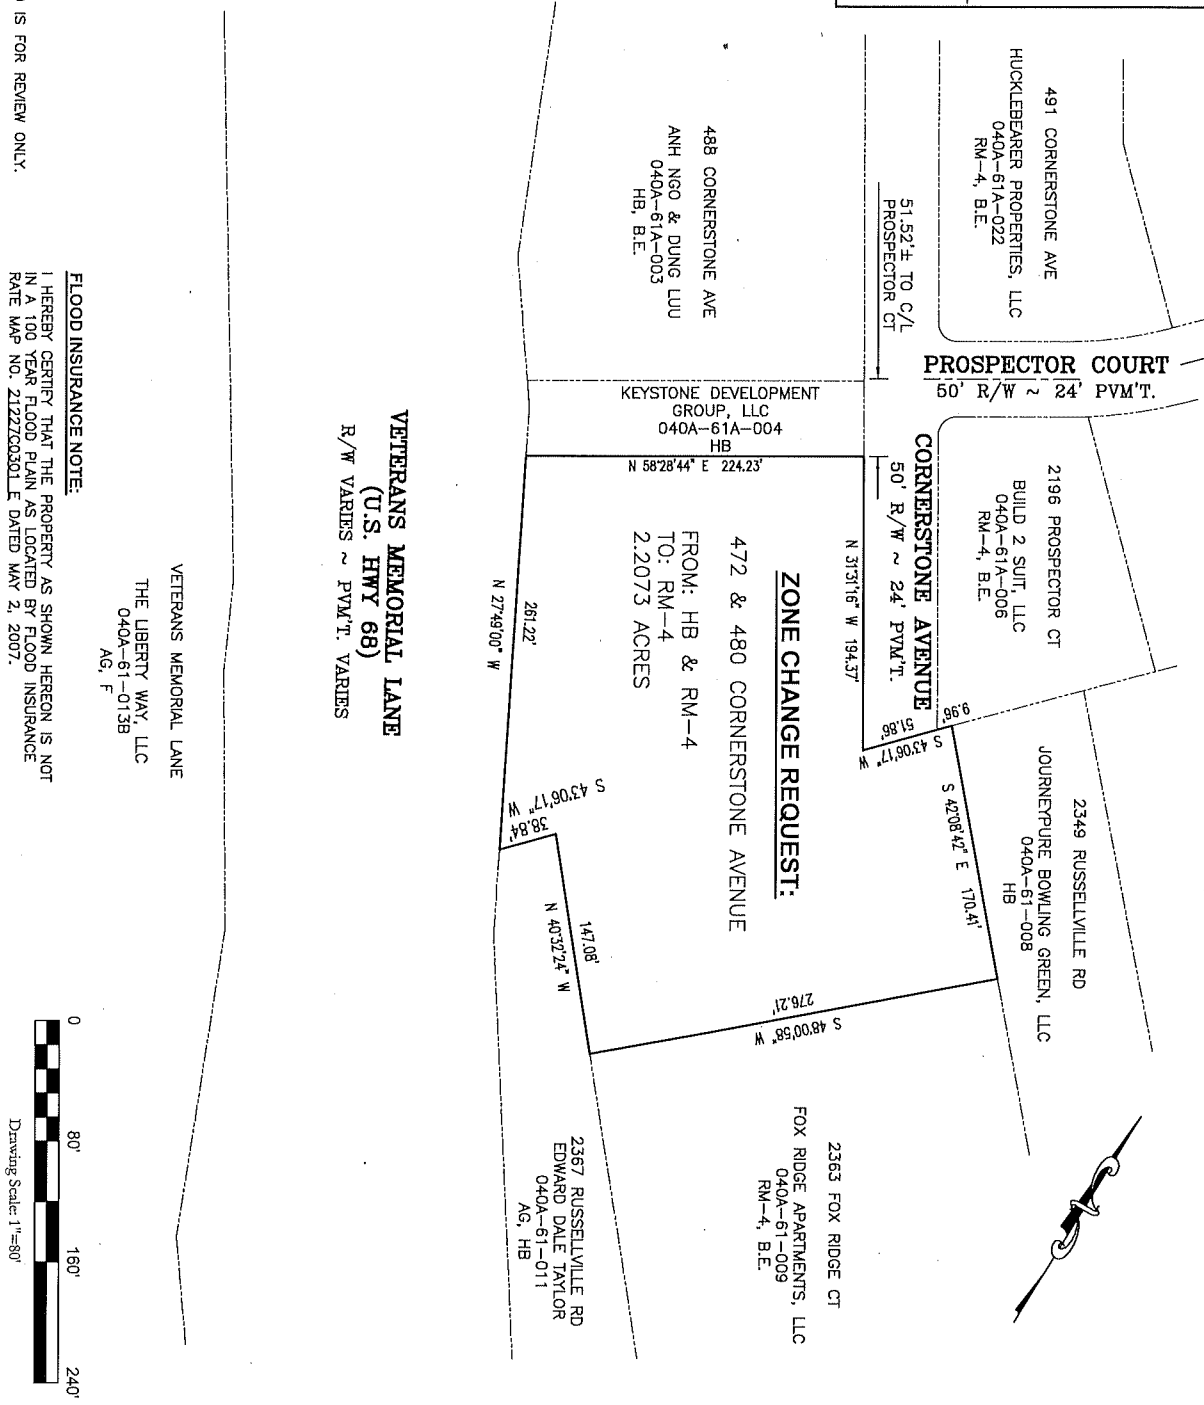 491 CORNERSTONE AVE
HUCKLEBEARER PROPERTIES, LLC
040A-61A-022
RM-4, B.E.
51.52'± TO C/L
PROSPECTOR CT
488 CORNERSTONE AVE
ANH NGO & DUNG LUU
040A-61A-003
HB, B.E.
PROSPECTOR COURT
50' R/W ~ 24' PVM'T.
KEYSTONE DEVELOPMENT
GROUP, LLC
040A-61A-004
HB
N 58°28'44" E 224.23'
CORNERSTONE AVENUE
50' R/W ~ 24' PVM'T.
N 31°31'16" W 194.37'
2196 PROSPECTOR CT
BUILD 2 SUIT, LLC
040A-61A-006
RM-4, B.E.
9.96'
51.86'
S 43°06'17" W
2349 RUSSELLVILLE RD
JOURNEYPURE BOWLING GREEN, LLC
040A-61-008
HB
S 42°08'42" E 170.41'
ZONE CHANGE REQUEST:
472 & 480 CORNERSTONE AVENUE
FROM: HB & RM-4
TO: RM-4
2.2073 ACRES
261.22'
N 27°49'00" W
S 43°06'17" W
38.84'
147.08'
N 40°32'24" W
276.21'
S 48°00'58" W
2363 FOX RIDGE CT
FOX RIDGE APARTMENTS, LLC
040A-61-009
RM-4, B.E.
2367 RUSSELLVILLE RD
EDWARD DALE TAYLOR
040A-61-011
AG, HB
VETERANS MEMORIAL LANE
(U.S. HWY 68)
R/W VARIES ~ PVM'T. VARIES
VETERANS MEMORIAL LANE
THE LIBERTY WAY, LLC
040A-61-013B
AG, F
FLOOD INSURANCE NOTE:
I HEREBY CERTIFY THAT THE PROPERTY AS SHOWN HEREON IS NOT
IN A 100 YEAR FLOOD PLAIN AS LOCATED BY FLOOD INSURANCE
RATE MAP NO. 21227C0301 E DATED MAY 2, 2007.
IS FOR REVIEW ONLY.
0 80' 160' 240'
Drawing Scale: 1"=80'